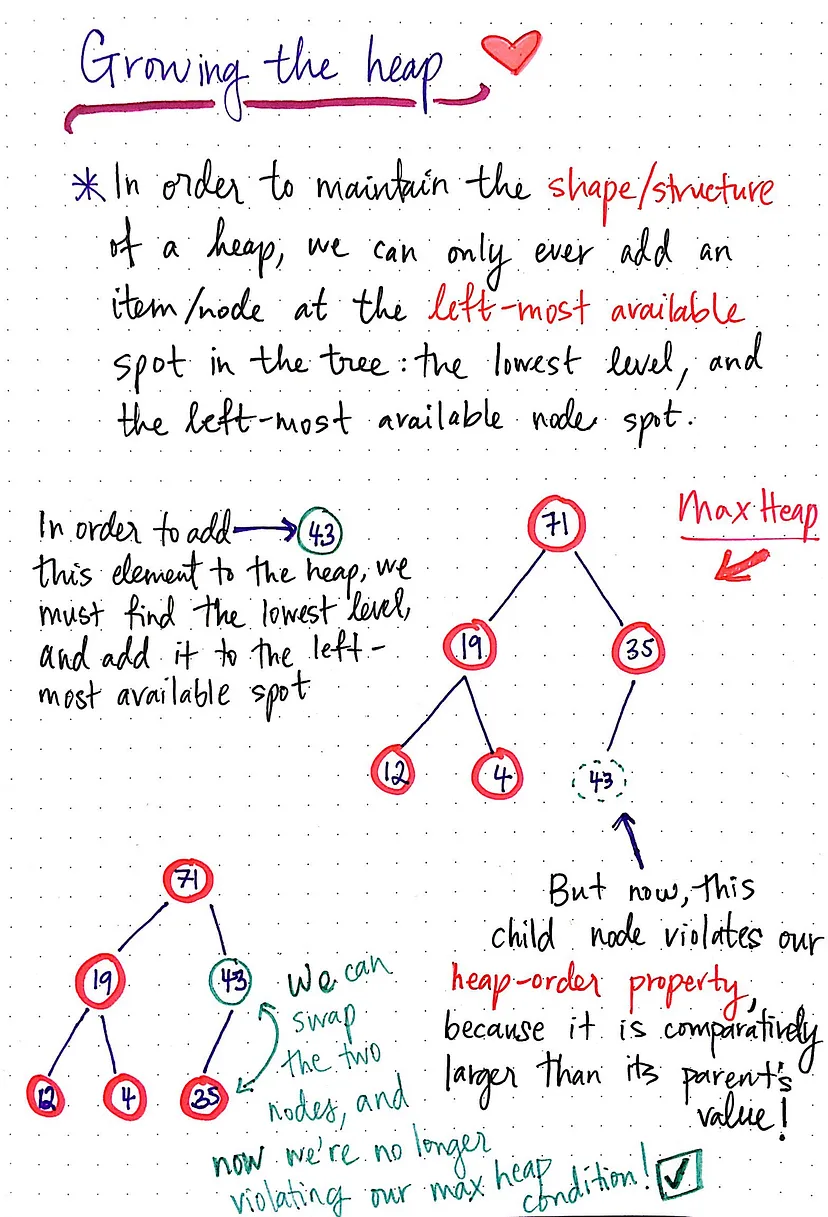 Growing the heap
* In order to maintain the shape/structure
of a heap, we can only ever add an
item/node at the left-most available
spot in the tree: the lowest level, and
the left-most available node spot.
In order to add → 43
this element to the heap, we
must find the lowest level,
and add it to the left-
most available spot
Max Heap
71
19 35
12 4 43
But now, this
child node violates our
heap-order property,
because it is comparatively
larger than its parent's
value!
71
19 43
12 4 35
We can
swap
the two
nodes, and
now we're no longer
violating our max heap
condition!